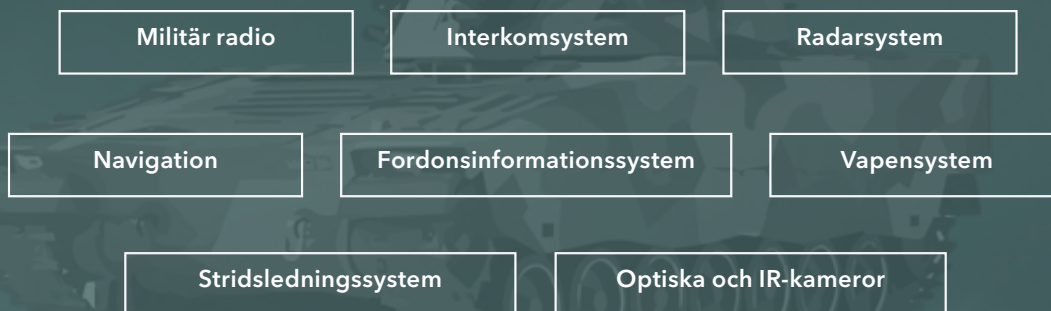 Militär radio
Interkomsystem
Radarsystem
Navigation
Fordonsinformationssystem
Vapensystem
Stridsledningssystem
Optiska och IR-kameror